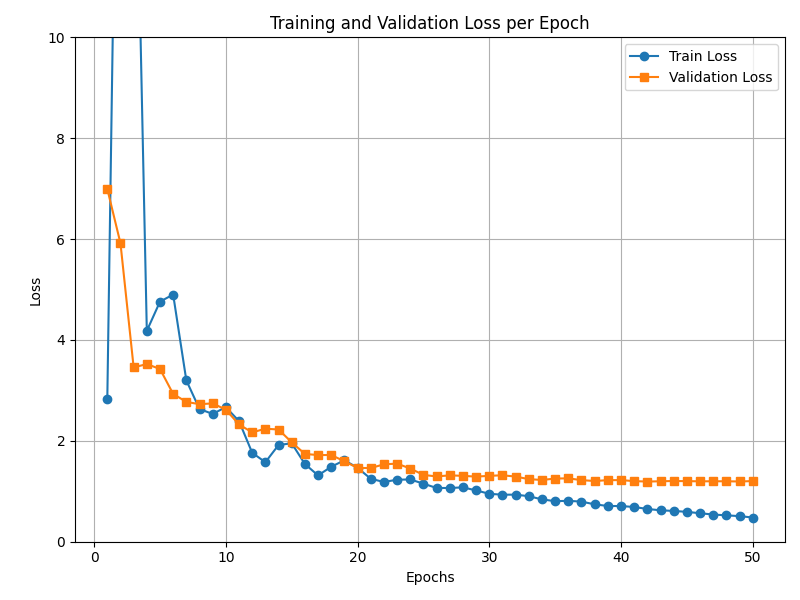 Training and Validation Loss per Epoch
Train Loss
Validation Loss
10
8
6
4
2
0
Loss
0 10 20 30 40 50
Epochs